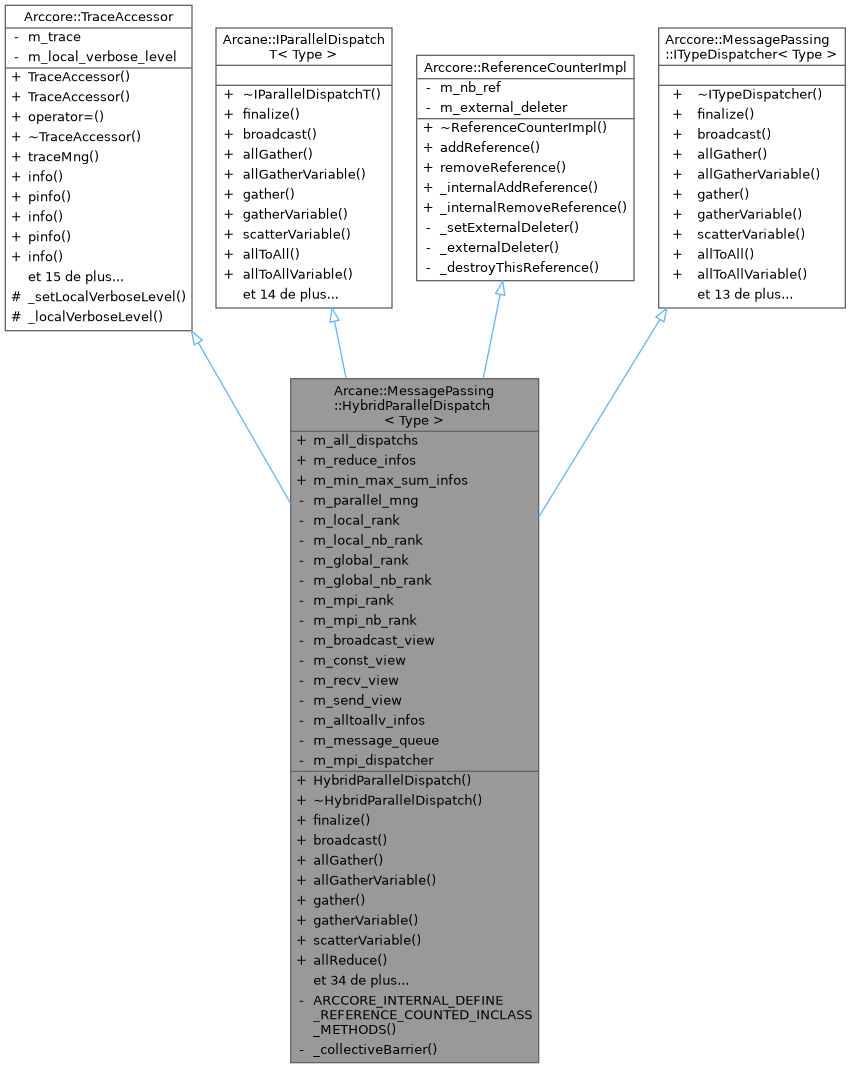 Arccore::TraceAccessor
- m_trace
- m_local_verbose_level
+ TraceAccessor()
+ TraceAccessor()
+ operator=()
+ ~TraceAccessor()
+ traceMng()
+ info()
+ pinfo()
+ info()
+ pinfo()
+ info()
et 15 de plus...
# _setLocalVerboseLevel()
# _localVerboseLevel()
Arcane::IParallelDispatch
T< Type >
+ ~IParallelDispatchT()
+ finalize()
+ broadcast()
+ allGather()
+ allGatherVariable()
+ gather()
+ gatherVariable()
+ scatterVariable()
+ allToAll()
+ allToAllVariable()
et 14 de plus...
Arccore::ReferenceCounterImpl
- m_nb_ref
- m_external_deleter
+ ~ReferenceCounterImpl()
+ addReference()
+ removeReference()
+ _internalAddReference()
+ _internalRemoveReference()
- _setExternalDeleter()
- _externalDeleter()
- _destroyThisReference()
Arccore::MessagePassing
::ITypeDispatcher< Type >
+ ~ITypeDispatcher()
+ finalize()
+ broadcast()
+ allGather()
+ allGatherVariable()
+ gather()
+ gatherVariable()
+ scatterVariable()
+ allToAll()
+ allToAllVariable()
et 13 de plus...
Arcane::MessagePassing
::HybridParallelDispatch
< Type >
+ m_all_dispatchs
+ m_reduce_infos
+ m_min_max_sum_infos
- m_parallel_mng
- m_local_rank
- m_local_nb_rank
- m_global_rank
- m_global_nb_rank
- m_mpi_rank
- m_mpi_nb_rank
- m_broadcast_view
- m_const_view
- m_recv_view
- m_send_view
- m_alltoallv_infos
- m_message_queue
- m_mpi_dispatcher
+ HybridParallelDispatch()
+ ~HybridParallelDispatch()
+ finalize()
+ broadcast()
+ allGather()
+ allGatherVariable()
+ gather()
+ gatherVariable()
+ scatterVariable()
+ allReduce()
et 34 de plus...
- ARCCORE_INTERNAL_DEFINE
_REFERENCE_COUNTED_INCLASS
_METHODS()
- _collectiveBarrier()